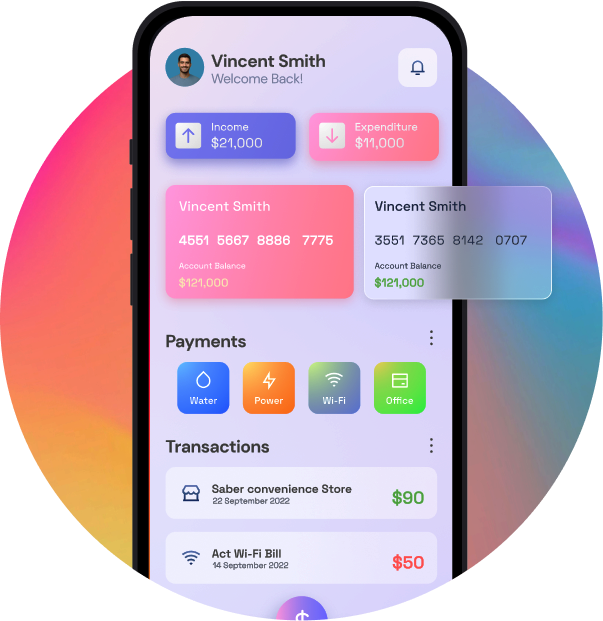 Vincent Smith
Welcome Back!
Income
$21,000
Expenditure
$11,000
Vincent Smith
4551 5667 8886 7775
Account Balance
$121,000
Vincent Smith
3551 7365 8142 0707
Account Balance
$121,000
Payments
Water
Power
Wi-Fi
Office
Transactions
Saber convenience Store
22 September 2022
$90
Act Wi-Fi Bill
14 September 2022
$50
$